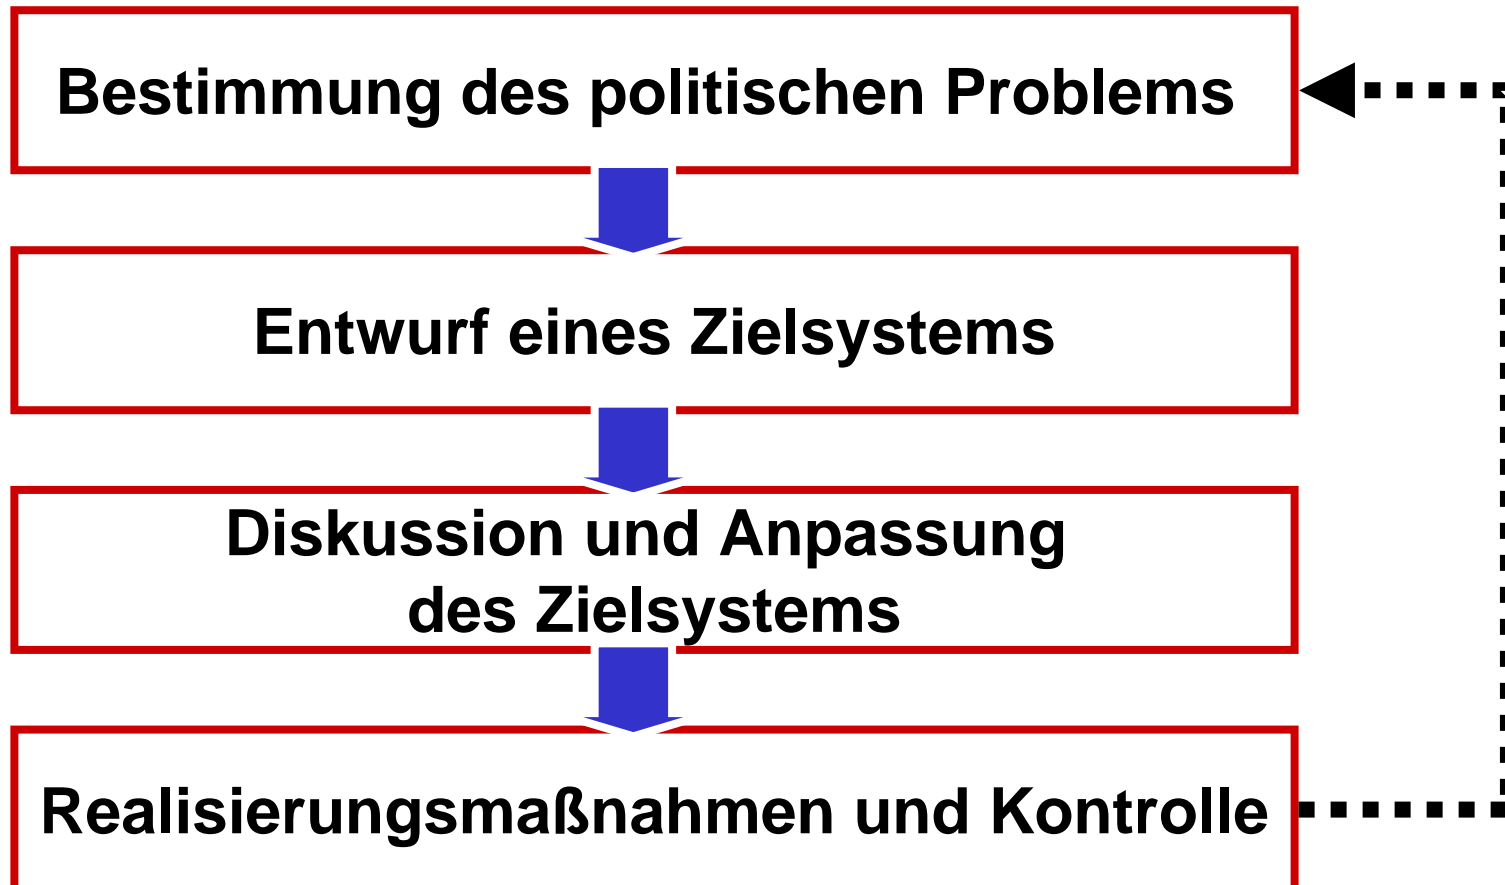 Bestimmung des politischen Problems
Entwurf eines Zielsystems
Diskussion und Anpassung
des Zielsystems
Realisierungsmaßnahmen und Kontrolle